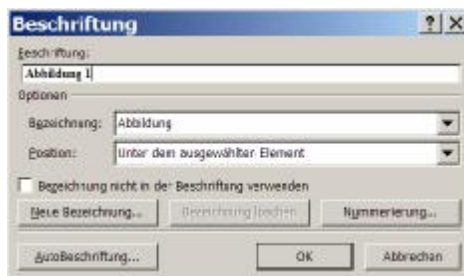 Beschriftung
Beschriftung:
Abbildung 1
Optionen
Bezeichnung: Abbildung
Position: Unter dem ausgewählten Element
Bezeichnung nicht in der Beschriftung verwenden
Neue Bezeichnung... Bezeichnung löschen Nummerierung...
AutoBeschriftung... OK Abbrechen